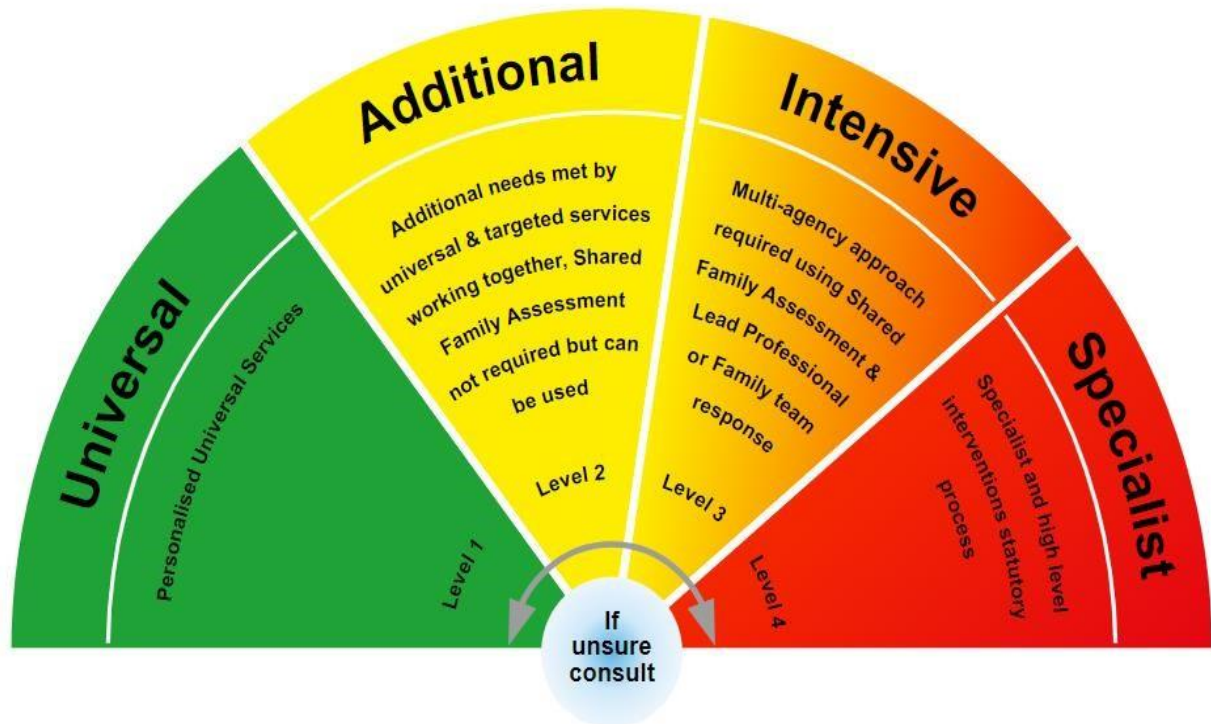 Universal
Personalised Universal Services
Level 1
Additional
Additional needs met by
universal & targeted services
working together, Shared
Family Assessment
not required but can
be used
Level 2
Intensive
Multi-agency approach
required using Shared
Family Assessment &
Lead Professional
or Family team
response
Level 3
Specialist
Specialist and high level
interventions statutory
process
Level 4
If
unsure
consult